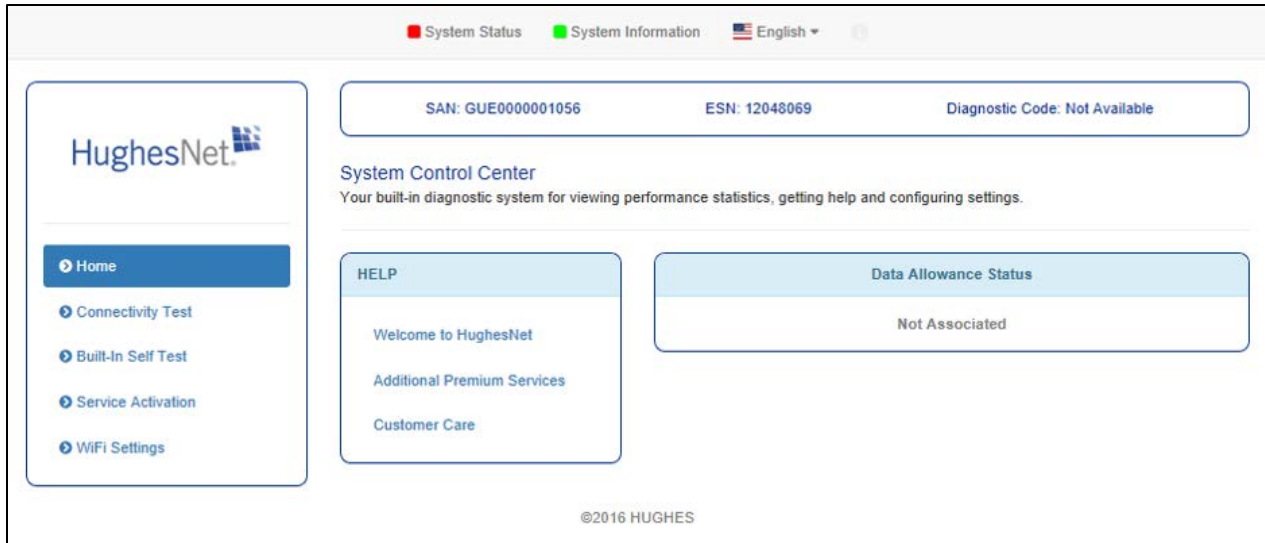 System Status System Information English
HughesNet.
SAN: GUE0000001056 ESN: 12048069 Diagnostic Code: Not Available
System Control Center
Your built-in diagnostic system for viewing performance statistics, getting help and configuring settings.
Home
Connectivity Test
Built-In Self Test
Service Activation
WiFi Settings
HELP
Welcome to HughesNet
Additional Premium Services
Customer Care
Data Allowance Status
Not Associated
©2016 HUGHES